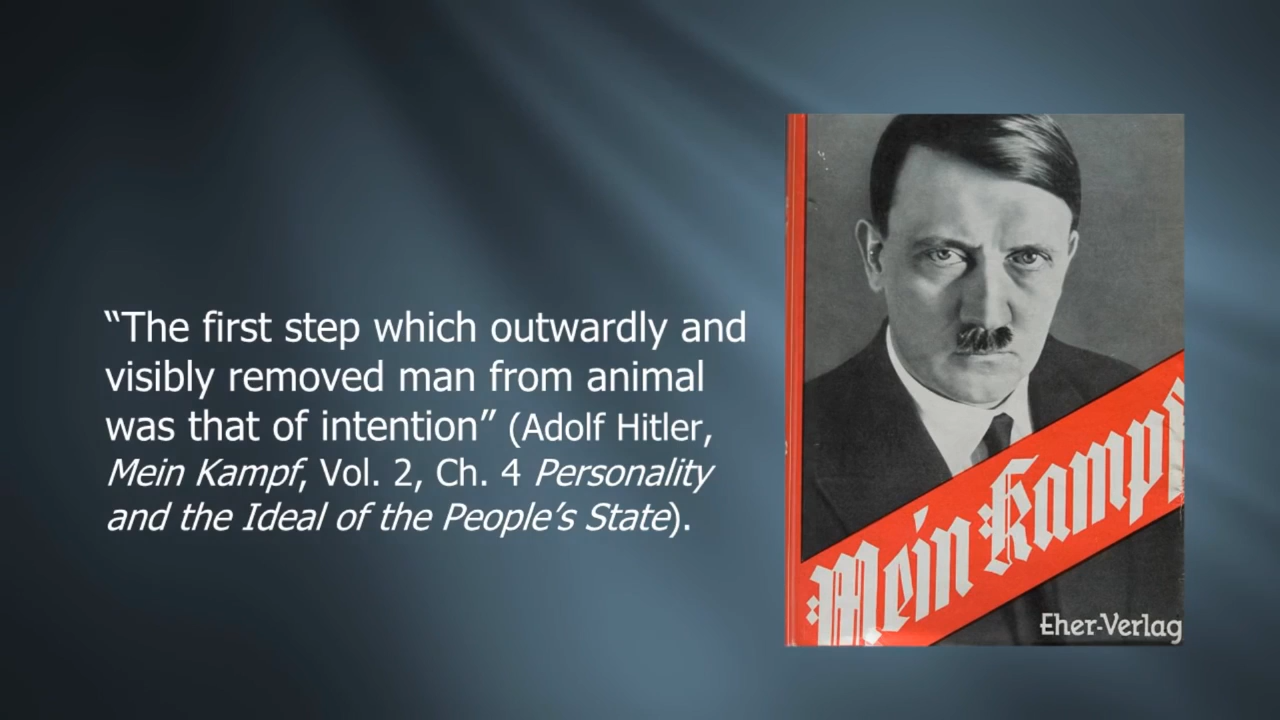 “The first step which outwardly and
visibly removed man from animal
was that of intention” (Adolf Hitler,
Mein Kampf, Vol. 2, Ch. 4 Personality
and the Ideal of the People’s State).
Mein Kampf
Eher-Verlag